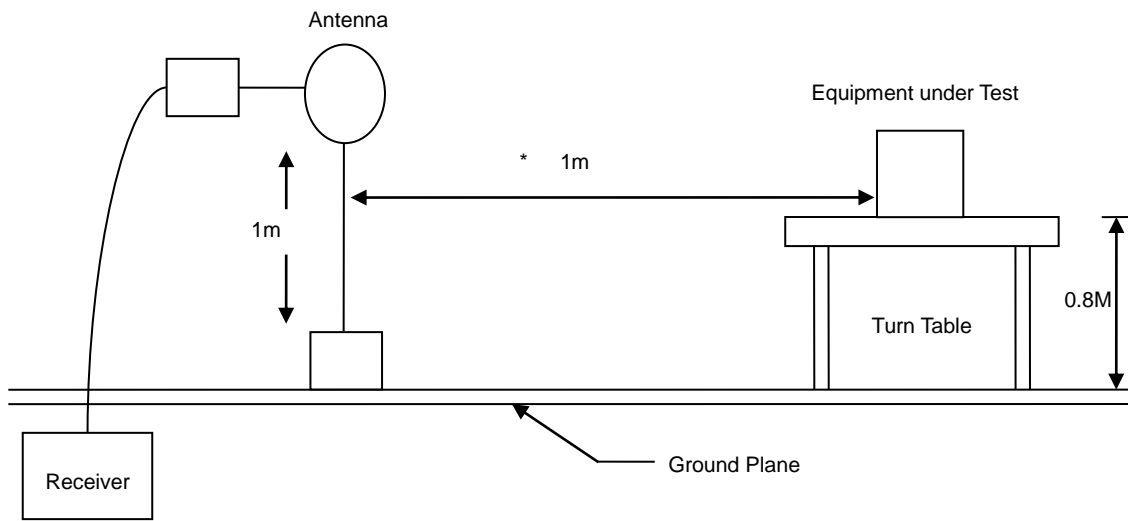 Antenna
Equipment under Test
* 1m
1m
0.8M
Turn Table
Ground Plane
Receiver